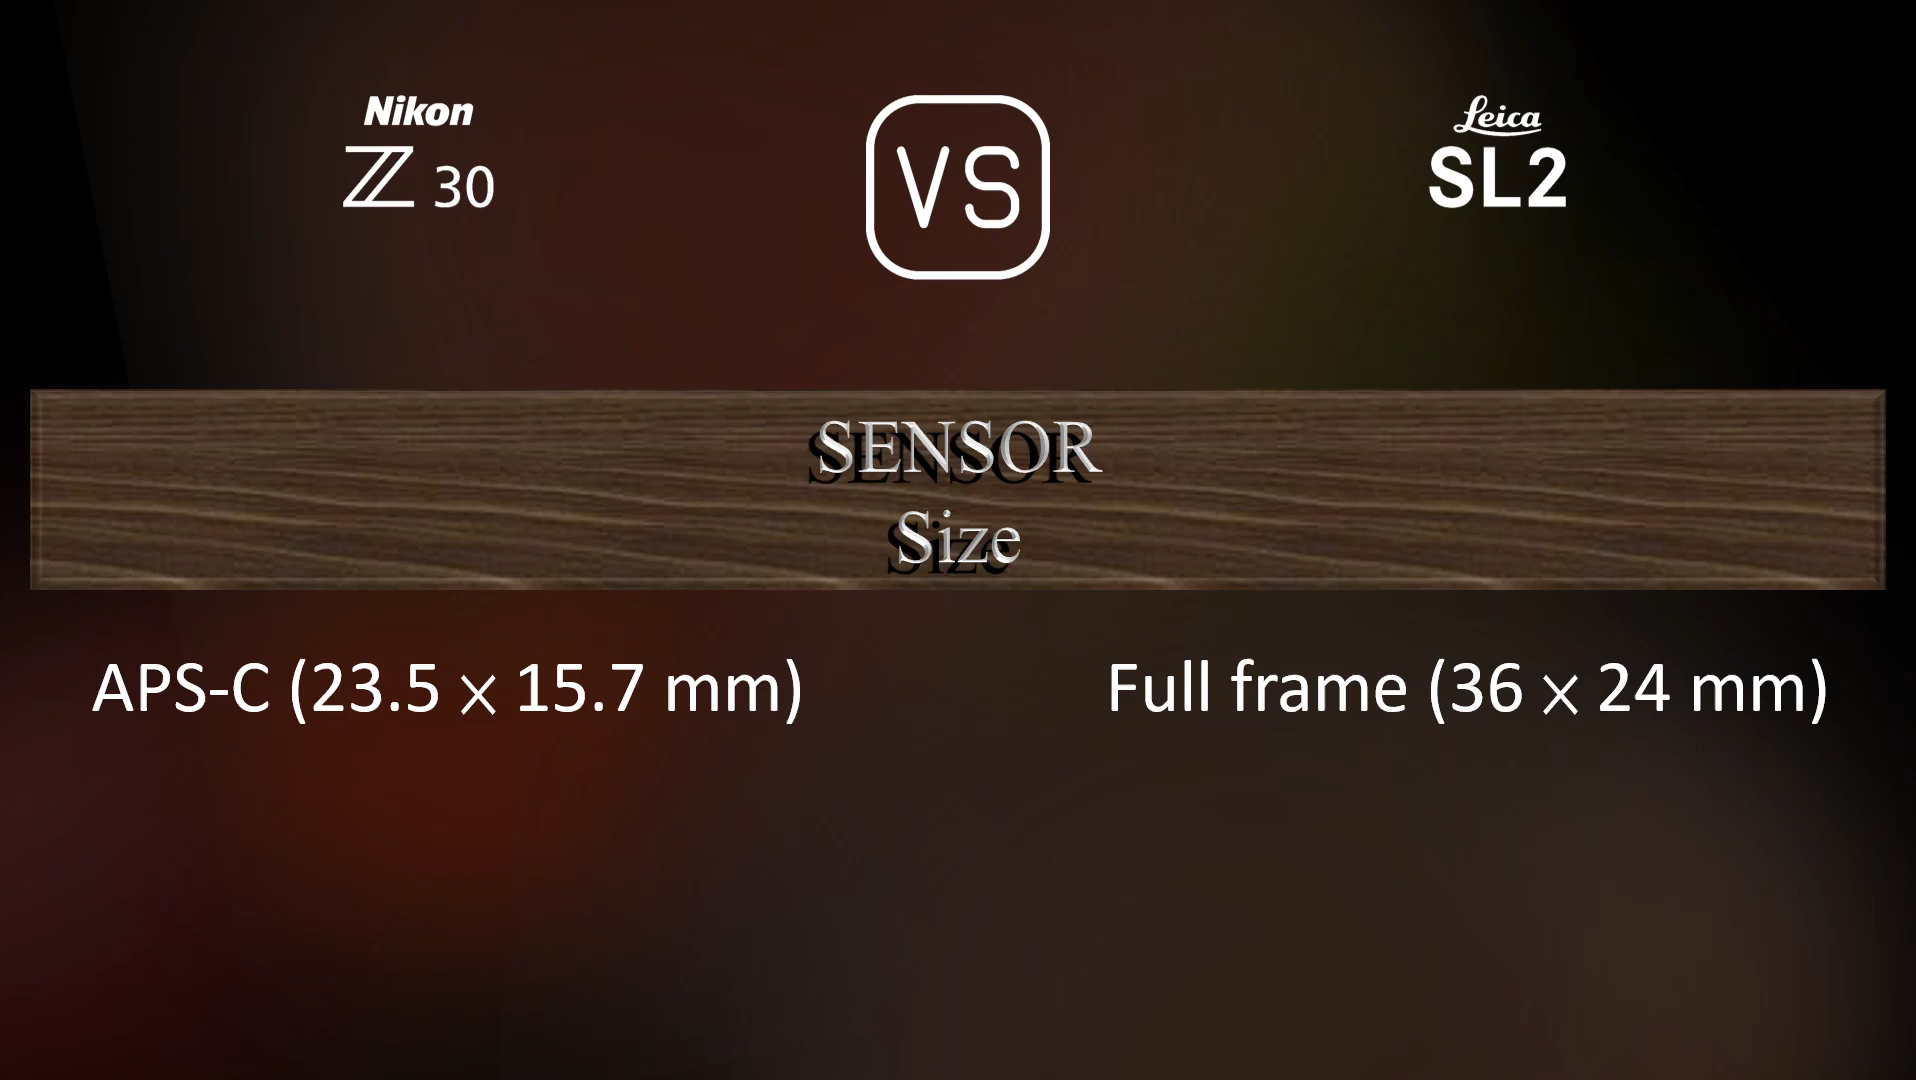 Nikon
Z 30
VS
Leica
SL2
SENSOR
Size
APS-C (23.5 x 15.7 mm)
Full frame (36 x 24 mm)